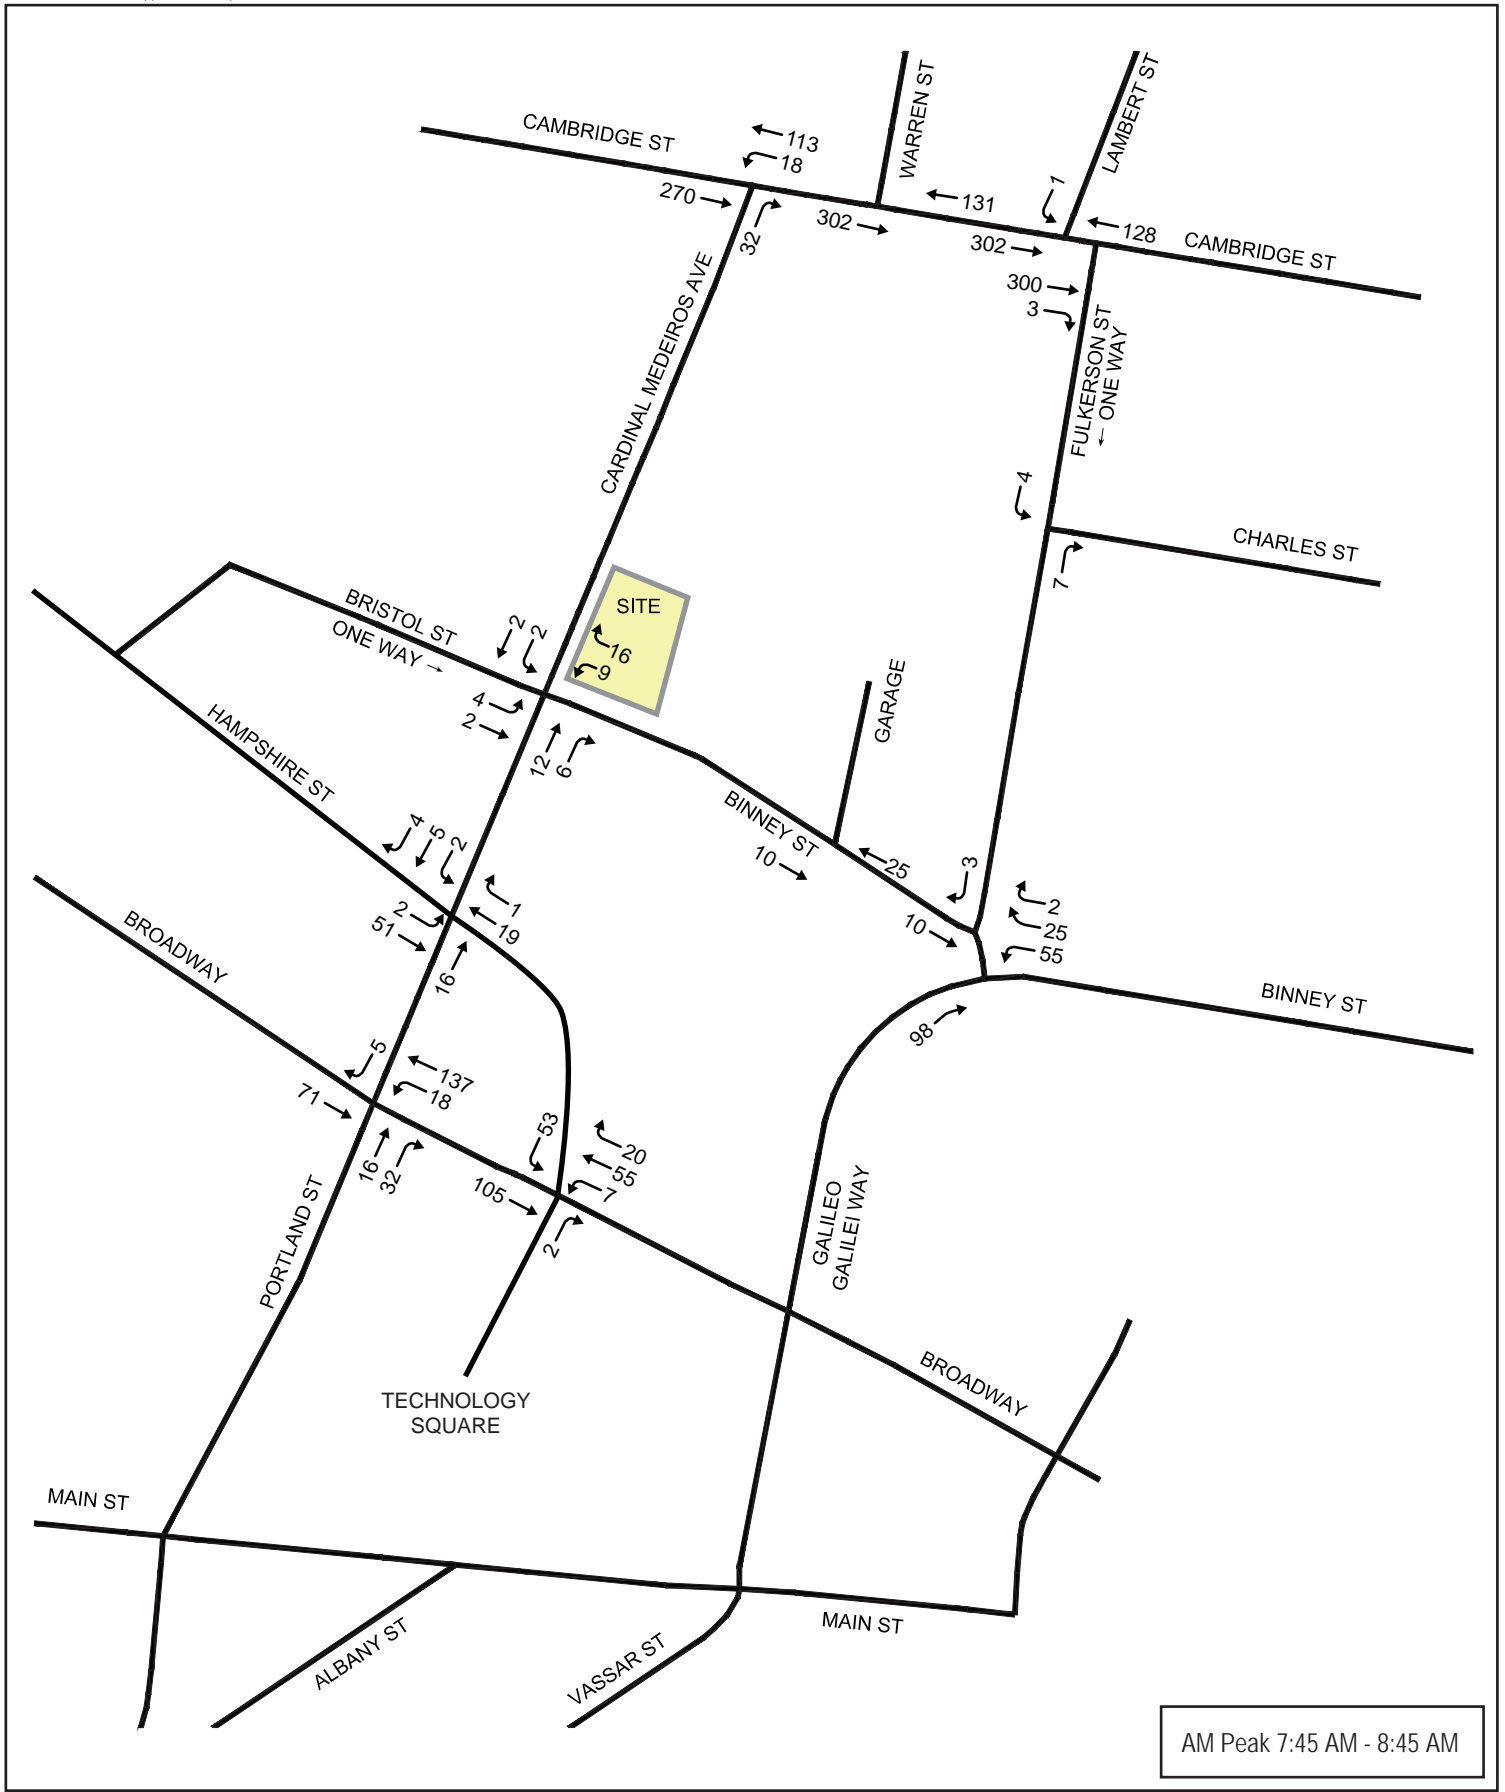 WARREN ST
LAMBERT ST
CAMBRIDGE ST
113
18
270
32
302
131
302
1
128
CAMBRIDGE ST
300
3
CARDINAL MEDEIROS AVE
FULKERSON ST
← ONE WAY
4
CHARLES ST
7
BRISTOL ST
ONE WAY →
2
2
SITE
16
9
4
2
12
6
GARAGE
HAMPSHIRE ST
BINNEY ST
10
25
3
10
2
25
55
98
BINNEY ST
4
5
2
2
51
1
19
16
BROADWAY
5
71
137
18
16
32
53
20
55
7
105
2
PORTLAND ST
GALILEO
GALILEI WAY
TECHNOLOGY
SQUARE
BROADWAY
MAIN ST
ALBANY ST
VASSAR ST
MAIN ST
AM Peak 7:45 AM - 8:45 AM